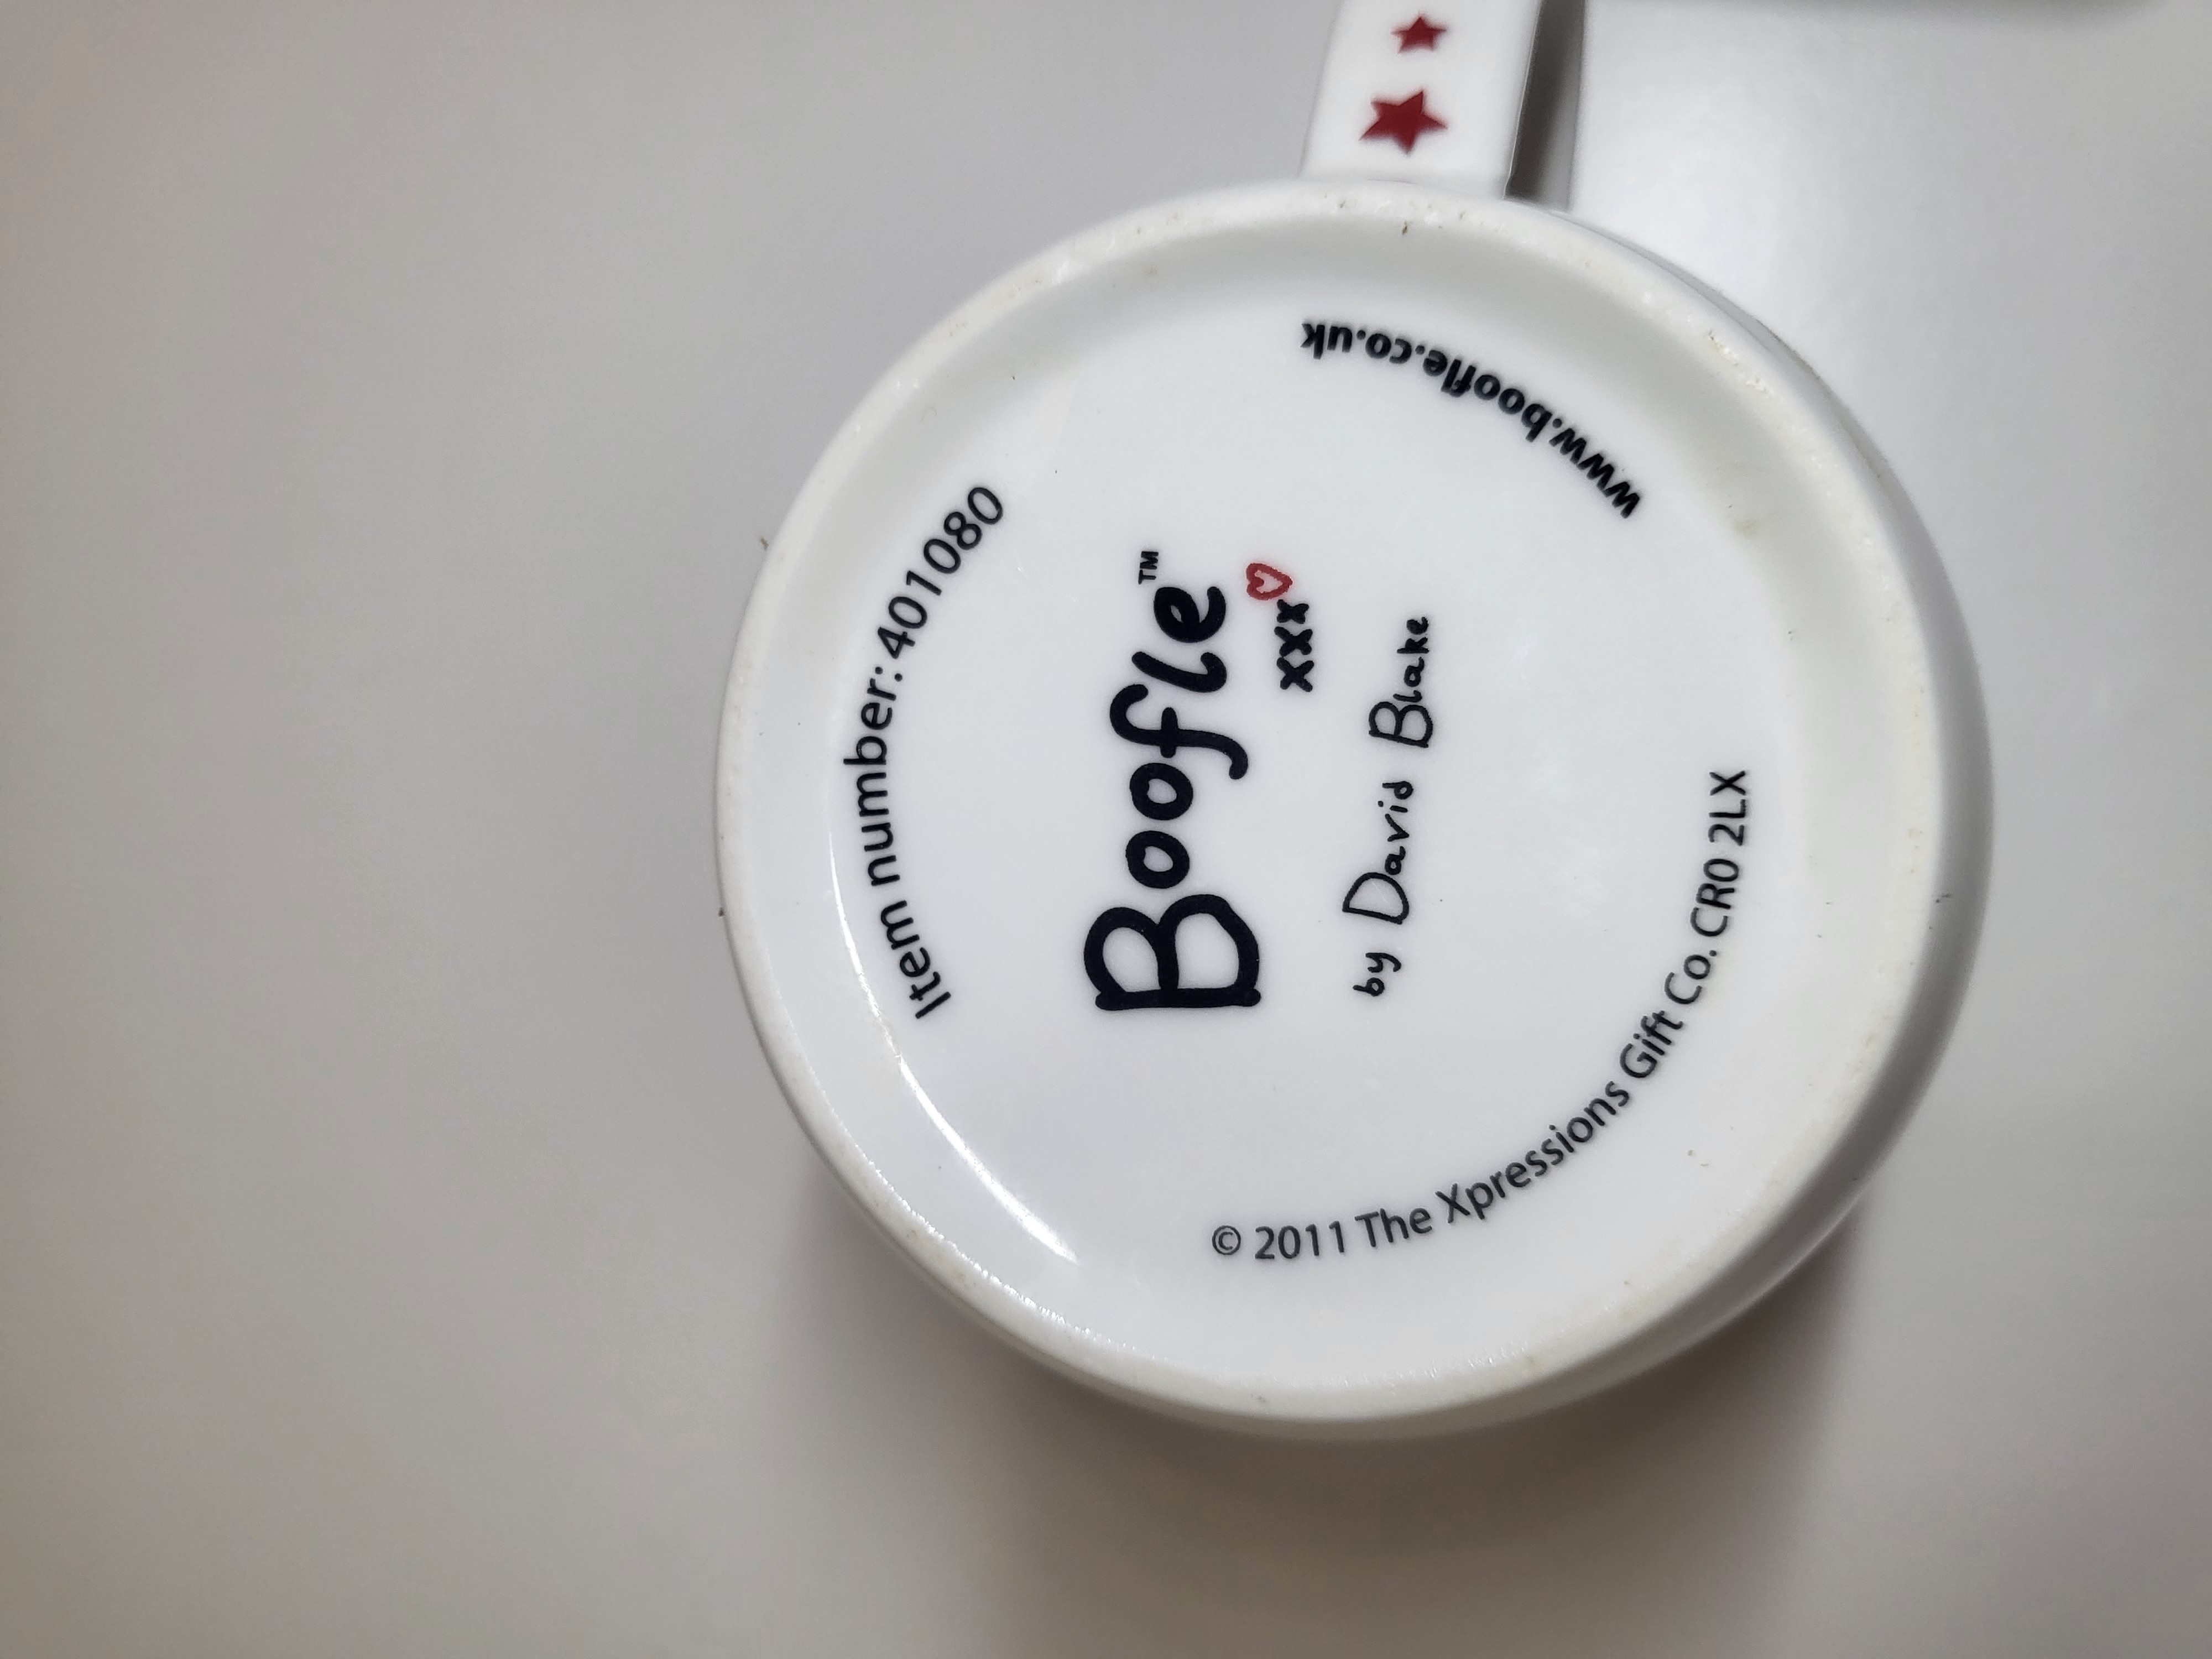 Item number: 401080
Boofle™
xxx
by David Blake
© 2011 The Xpressions Gift Co. CR0 2LX
www.boofle.co.uk